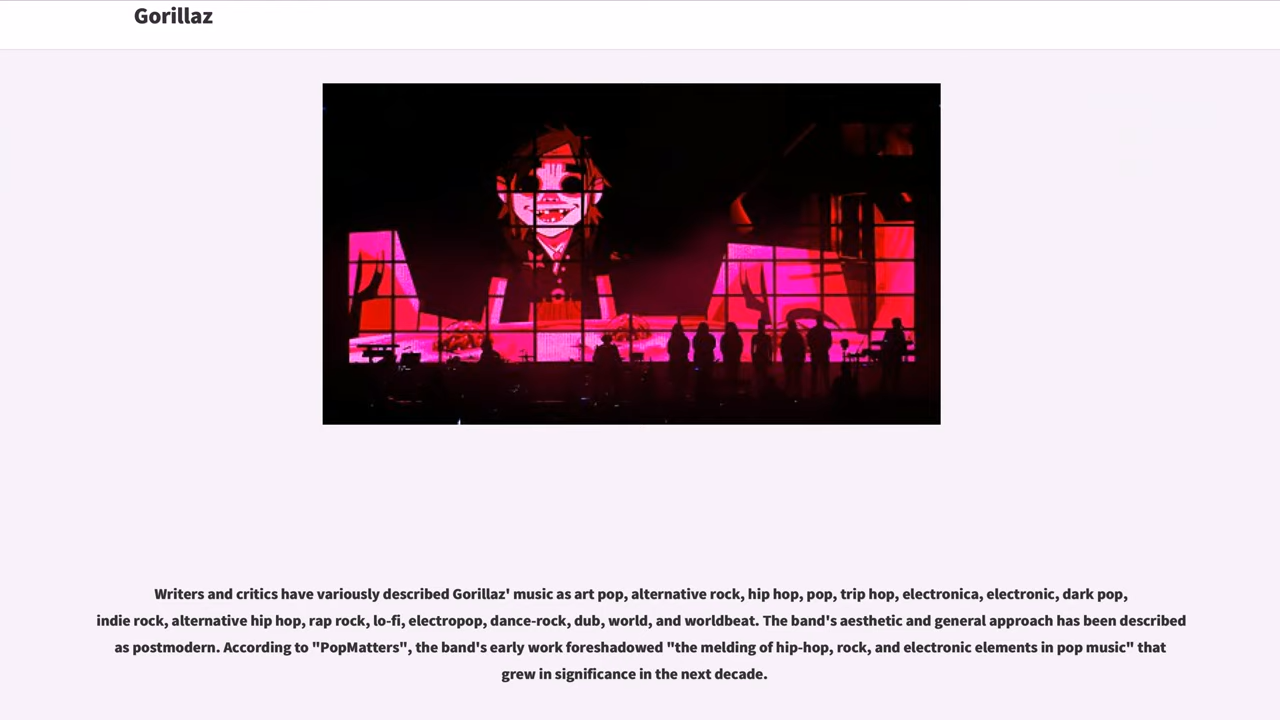 Gorillaz
Writers and critics have variously described Gorillaz' music as art pop, alternative rock, hip hop, pop, trip hop, electronica, electronic, dark pop,
indie rock, alternative hip hop, rap rock, lo-fi, electropop, dance-rock, dub, world, and worldbeat. The band's aesthetic and general approach has been described
as postmodern. According to "PopMatters", the band's early work foreshadowed "the melding of hip-hop, rock, and electronic elements in pop music" that
grew in significance in the next decade.